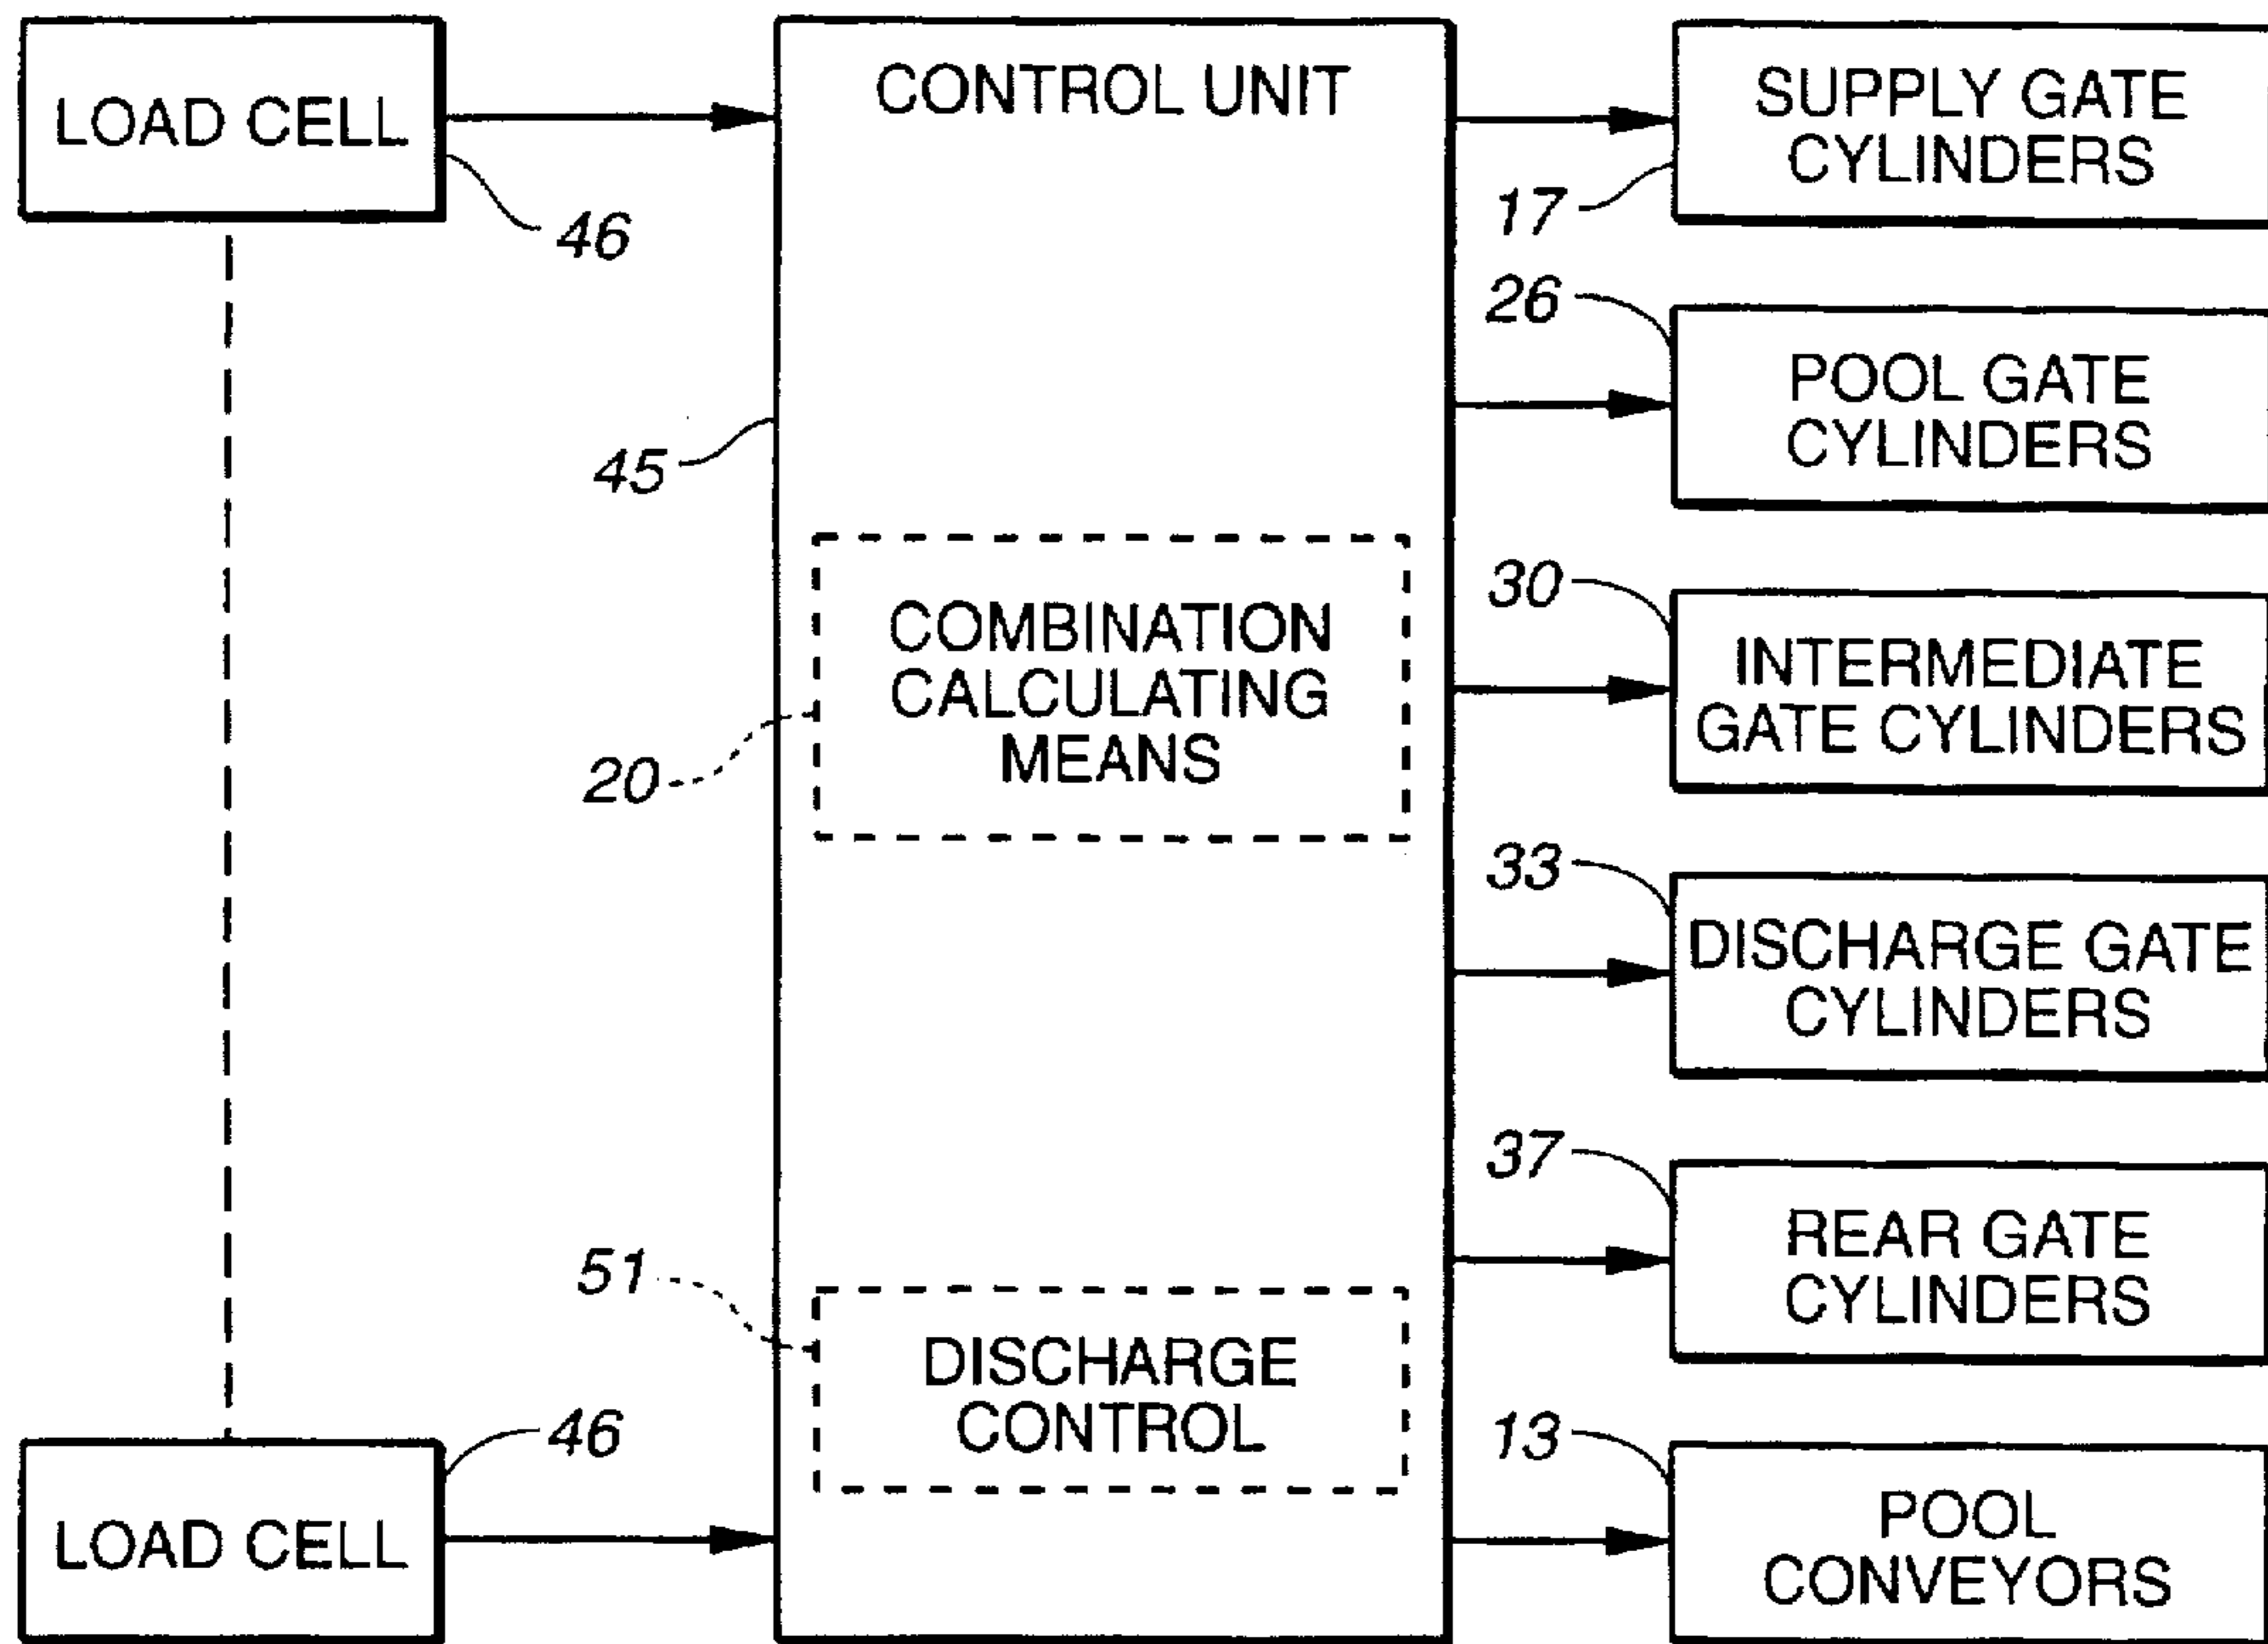 LOAD CELL
46
LOAD CELL
46
CONTROL UNIT
45
COMBINATION
CALCULATING
MEANS
20
DISCHARGE
CONTROL
51
SUPPLY GATE
CYLINDERS
17
26
POOL GATE
CYLINDERS
30
INTERMEDIATE
GATE CYLINDERS
33
DISCHARGE GATE
CYLINDERS
37
REAR GATE
CYLINDERS
13
POOL
CONVEYORS